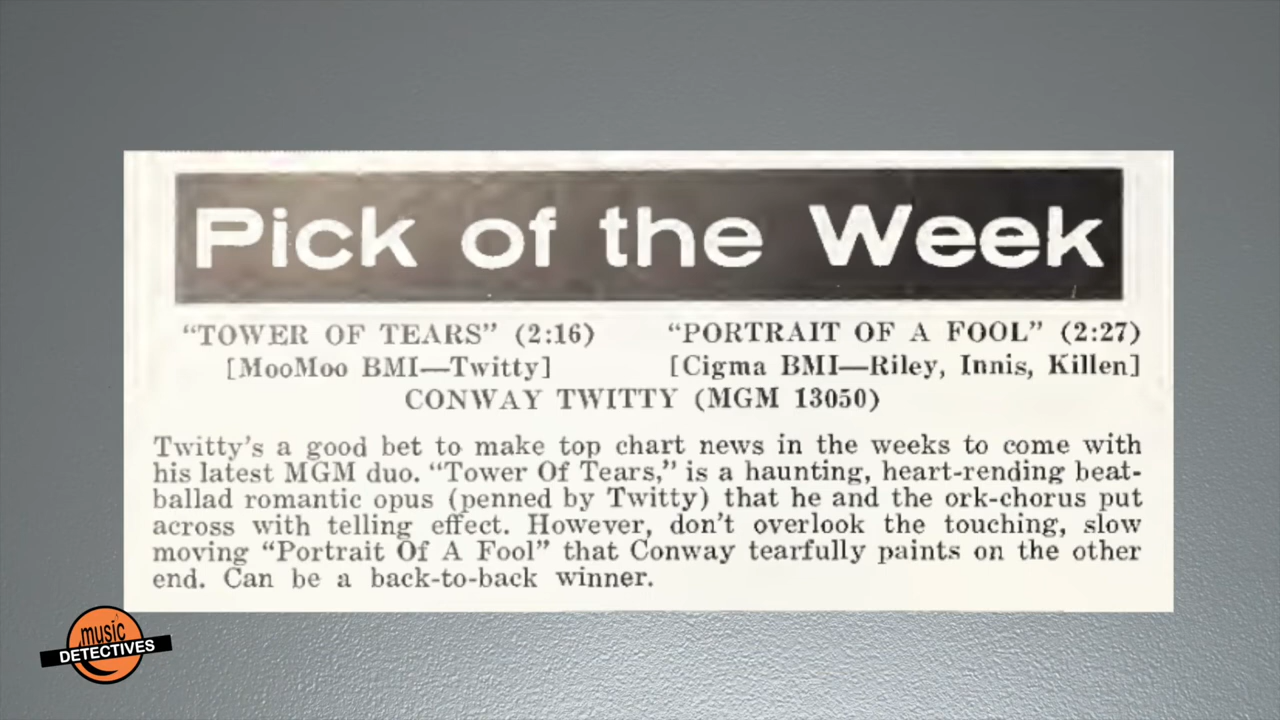 Pick of the Week
“TOWER OF TEARS” (2:16) “PORTRAIT OF A FOOL” (2:27)
[MooMoo BMI—Twitty] [Cigma BMI—Riley, Innis, Killen]
CONWAY TWITTY (MGM 13050)
Twitty’s a good bet to make top chart news in the weeks to come with
his latest MGM duo. “Tower Of Tears,” is a haunting, heart-rending beat-
ballad romantic opus (penned by Twitty) that he and the ork-chorus put
across with telling effect. However, don’t overlook the touching, slow
moving “Portrait Of A Fool” that Conway tearfully paints on the other
end. Can be a back-to-back winner.
music
DETECTIVES